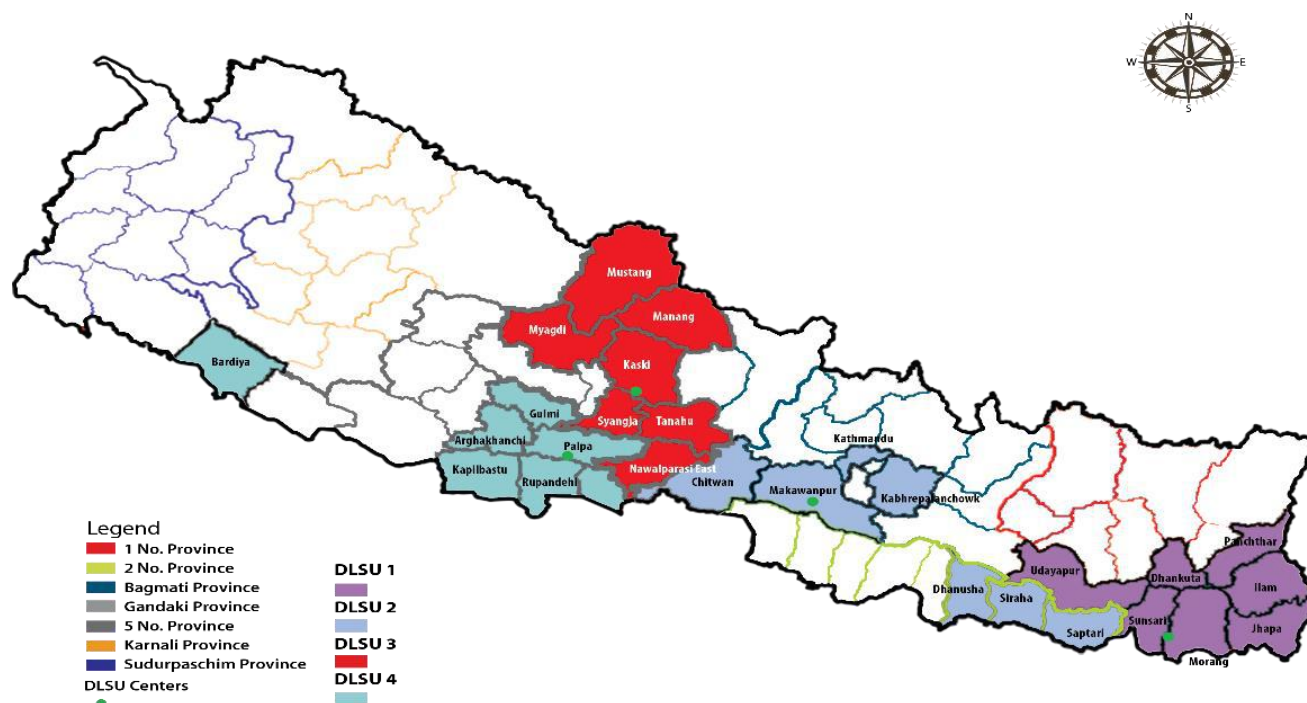 N
W
E
S
Mustang
Manang
Myagdi
Kaski
Bardiya
Gulmi
Syangja
Tanahu
Arghakhanchi
Palpa
Kathmandu
Kapilbastu
Nawalparasi East
Rupandehi
Chitwan
Makawanpur
Kabhrepalanchowk
Panchthar
Udayapur
Dhankuta
Dhanusha
Ilam
Siraha
Sunsari
Jhapa
Saptari
Morang
Legend
1 No. Province
2 No. Province
Bagmati Province
Gandaki Province
5 No. Province
Karnali Province
Sudurpaschim Province
DLSU Centers
DLSU 1
DLSU 2
DLSU 3
DLSU 4